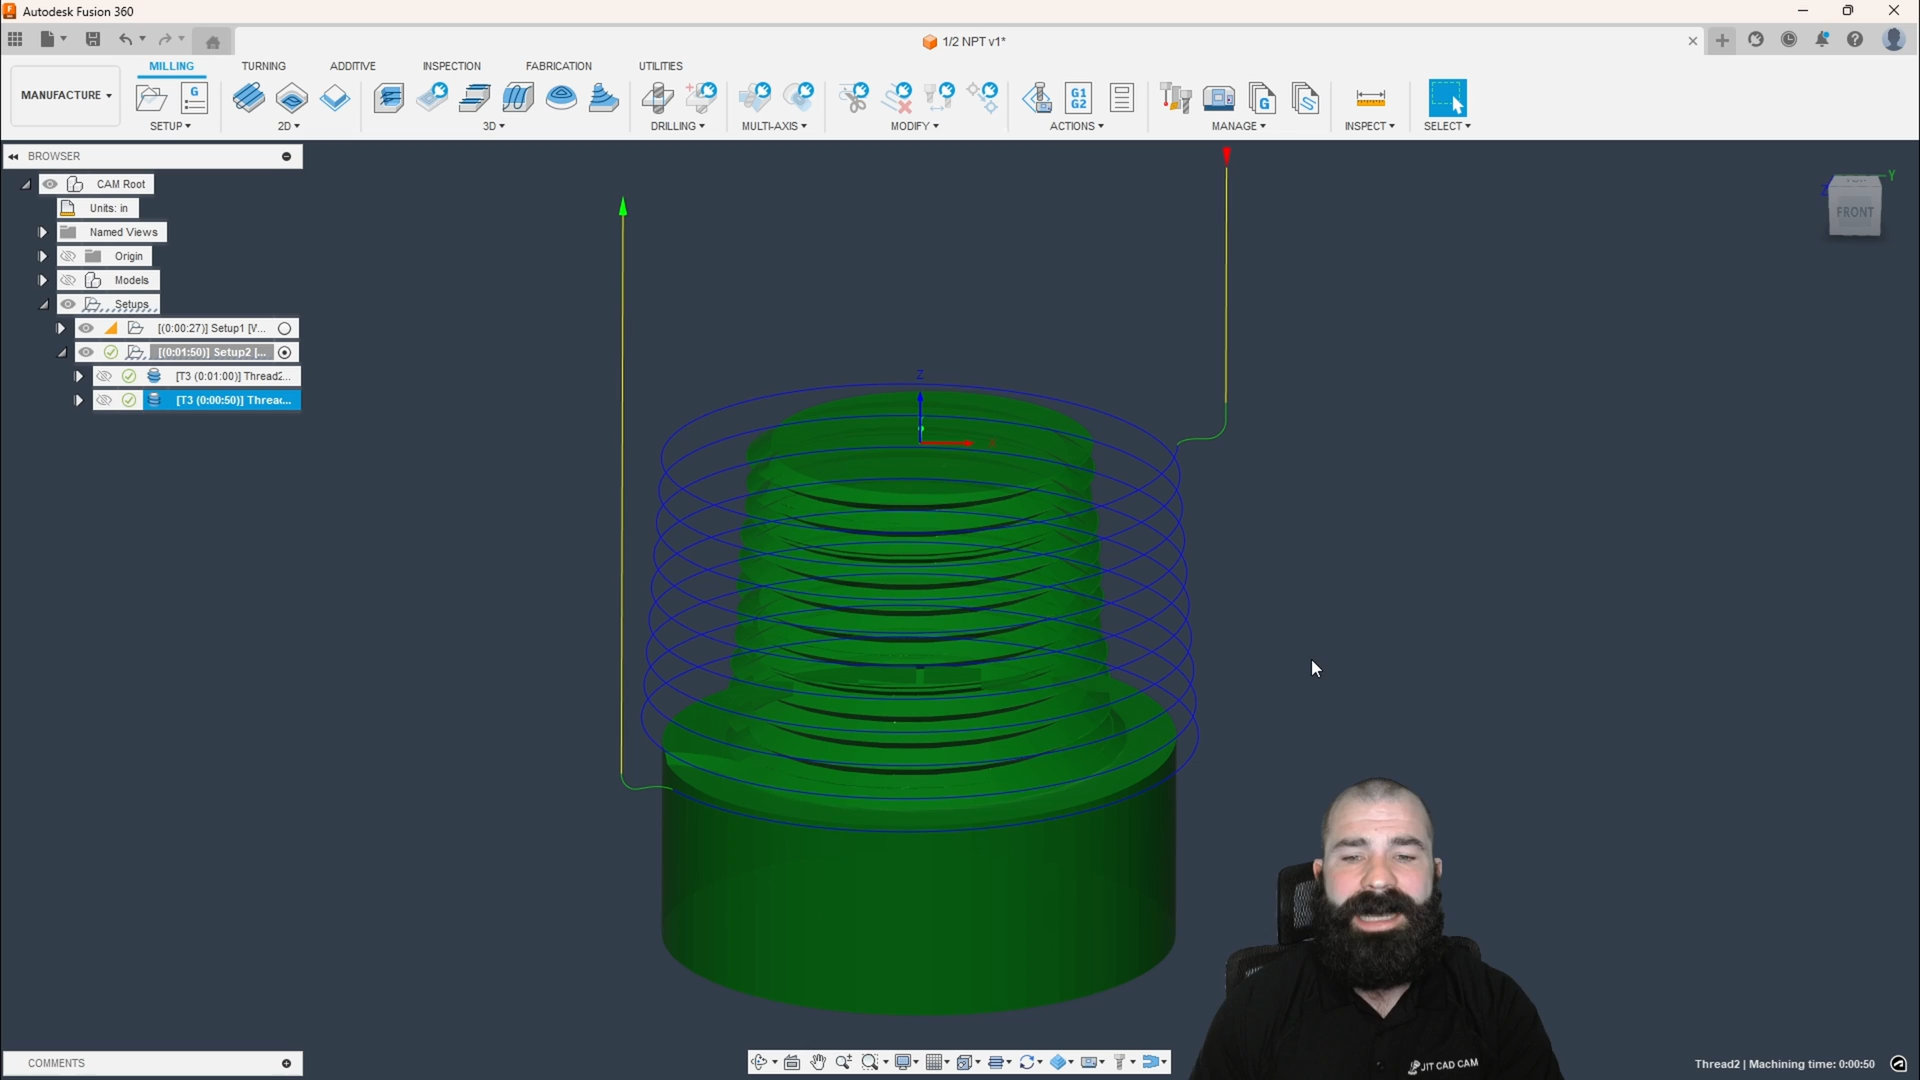 Autodesk Fusion 360
1/2 NPT v1*
MILLING TURNING ADDITIVE INSPECTION FABRICATION UTILITIES
MANUFACTURE
G
G1
G2
G
S
SETUP 2D 3D DRILLING MULTI-AXIS MODIFY ACTIONS MANAGE INSPECT SELECT
BROWSER
CAM Root
Units: in
Named Views
Origin
Models
Setups
[(0:00:27)] Setup1 [V...
[(0:01:50)] Setup2 [...
[T3 (0:01:00)] Thread2...
[T3 (0:00:50)] Threa...
Z
Z
Y
FRONT
JIT CAD CAM
COMMENTS
Thread2 | Machining time: 0:00:50